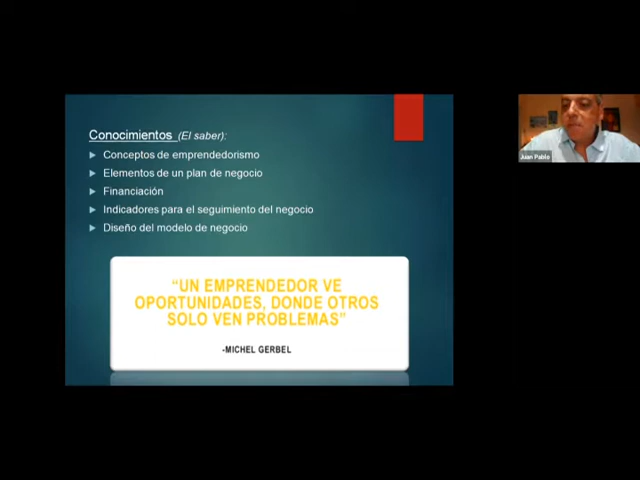 Conocimientos (El saber):
Conceptos de emprendedorismo
Elementos de un plan de negocio
Financiación
Indicadores para el seguimiento del negocio
Diseño del modelo de negocio
“UN EMPRENDEDOR VE
OPORTUNIDADES, DONDE OTROS
SOLO VEN PROBLEMAS”
-MICHEL GERBEL
Juan Pablo